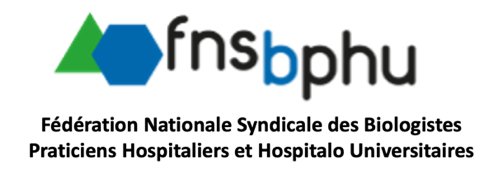 fnsbphu
Fédération Nationale Syndicale des Biologistes
Praticiens Hospitaliers et Hospitalo Universitaires